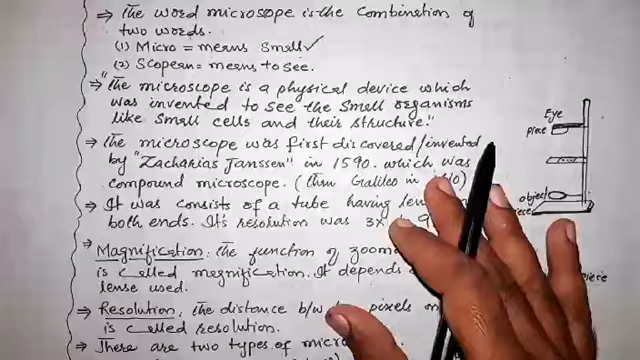 ⇒ The word microscope is the combination of
two words.
(1) Micro = means small ✓
(2) Scopean = means to see.
⇒ "The microscope is a physical device which
was invented to see the small organisms
like small cells and their structure."
⇒ The microscope was first discovered/invented
by "Zacharias Janssen" in 1590. which was
compound microscope. (then Galileo in
⇒ It was consists of a tube having
both ends. It's resolution was 3X
⇒ Magnification. The function of
is called magnification. It depends
lense used.
⇒ Resolution. The distance b/w pixels
is called resolution.
⇒ There are two types of
Eye
piece
object